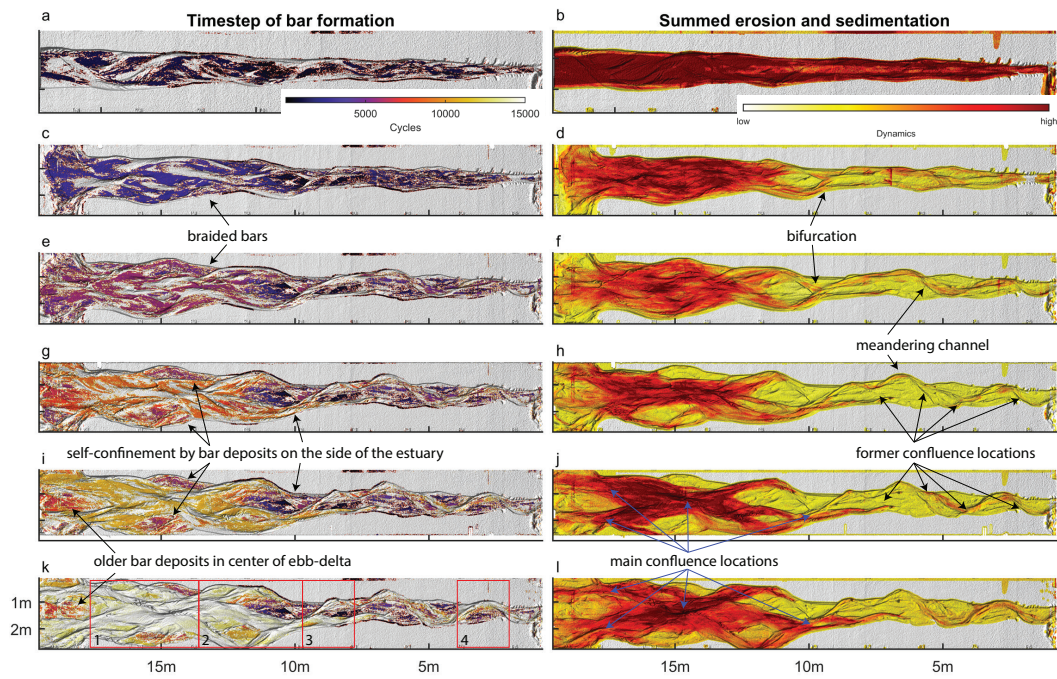 a Timestep of bar formation
b Summed erosion and sedimentation
5000 10000 15000
Cycles
low high
Dynamics
c
d
braided bars
bifurcation
e
f
meandering channel
g
h
self-confinement by bar deposits on the side of the estuary
former confluence locations
i
j
older bar deposits in center of ebb-delta
main confluence locations
k
l
1m
2m
1 2 3 4
15m 10m 5m
15m 10m 5m